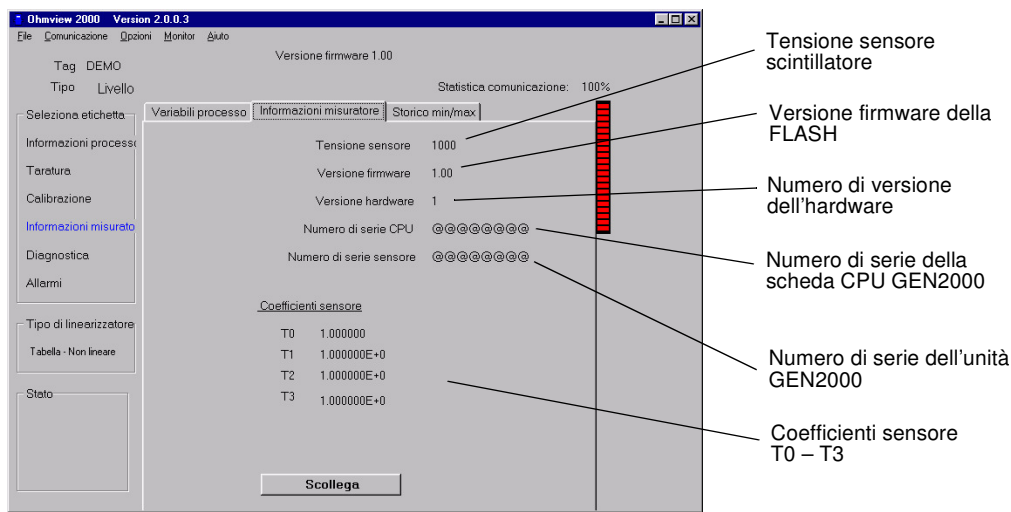 Ohmview 2000 Version 2.0.0.3
File Comunicazione Opzioni Monitor Aiuto
Versione firmware 1.00
Tag DEMO
Tipo Livello
Statistica comunicazione: 100%
Seleziona etichetta
Informazioni processo
Taratura
Calibrazione
Informazioni misurato
Diagnostica
Allarmi
Tipo di linearizzatore
Tabella - Non lineare
Stato
Variabili processo Informazioni misuratore Storico min/max
Tensione sensore 1000
Versione firmware 1.00
Versione hardware 1
Numero di serie CPU @@@@@@@@
Numero di serie sensore @@@@@@@@
Coefficienti sensore
T0 1.000000
T1 1.000000E+0
T2 1.000000E+0
T3 1.000000E+0
Scollega
Tensione sensore
scintillatore
Versione firmware della
FLASH
Numero di versione
dell'hardware
Numero di serie della
scheda CPU GEN2000
Numero di serie dell'unità
GEN2000
Coefficienti sensore
T0 – T3